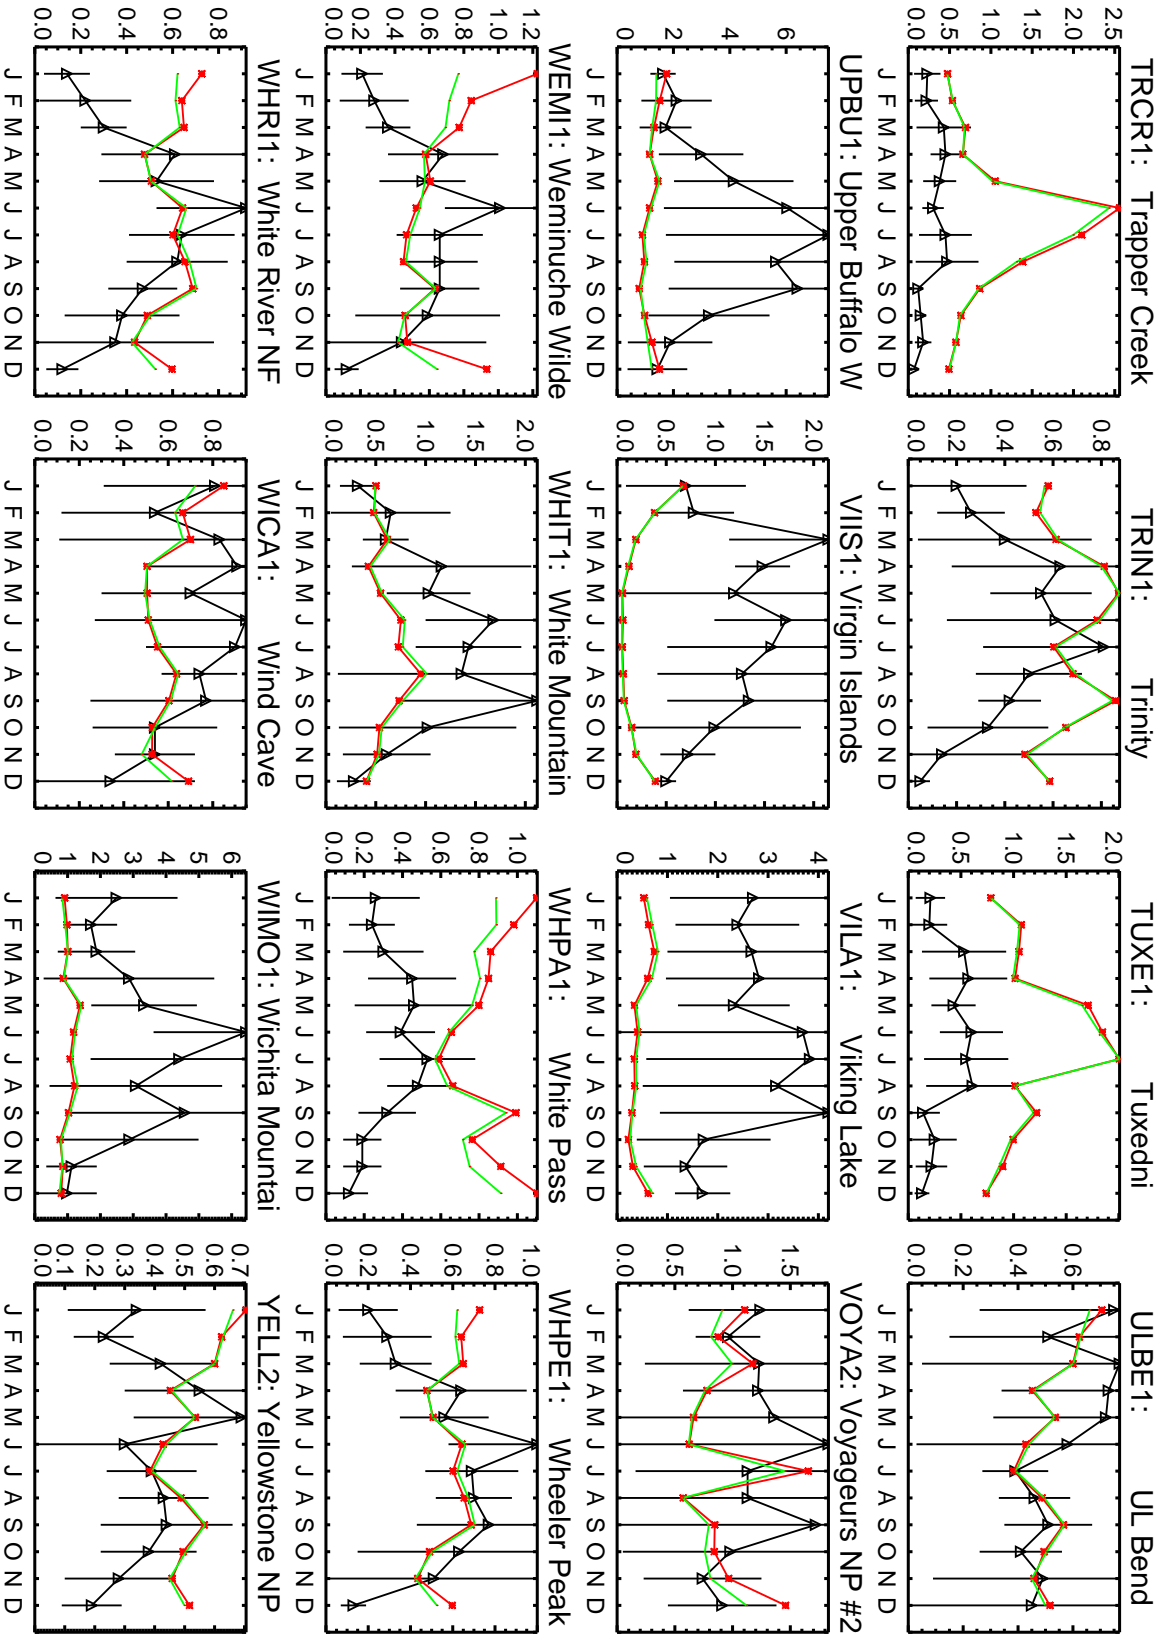 TRCR1: Trapper Creek
2.5
2.0
1.5
1.0
0.5
0.0
J F M A M J J A S O N D
TRIN1: Trinity
0.8
0.6
0.4
0.2
0.0
J F M A M J J A S O N D
TUXE1: Tuxedni
2.0
1.5
1.0
0.5
0.0
J F M A M J J A S O N D
ULBE1: UL Bend
0.6
0.4
0.2
0.0
J F M A M J J A S O N D
UPBU1: Upper Buffalo W
6
4
2
0
J F M A M J J A S O N D
VIIS1: Virgin Islands
2.0
1.5
1.0
0.5
0.0
J F M A M J J A S O N D
VILA1: Viking Lake
4
3
2
1
0
J F M A M J J A S O N D
VOYA2: Voyageurs NP #2
1.5
1.0
0.5
0.0
J F M A M J J A S O N D
WEMI1: Weminuche Wilde
1.2
1.0
0.8
0.6
0.4
0.2
0.0
J F M A M J J A S O N D
WHIT1: White Mountain
2.0
1.5
1.0
0.5
0.0
J F M A M J J A S O N D
WHPA1: White Pass
1.0
0.8
0.6
0.4
0.2
0.0
J F M A M J J A S O N D
WHPE1: Wheeler Peak
1.0
0.8
0.6
0.4
0.2
0.0
J F M A M J J A S O N D
WHRI1: White River NF
0.8
0.6
0.4
0.2
0.0
J F M A M J J A S O N D
WICA1: Wind Cave
0.8
0.6
0.4
0.2
0.0
J F M A M J J A S O N D
WIMO1: Wichita Mountai
6
5
4
3
2
1
0
J F M A M J J A S O N D
YELL2: Yellowstone NP
0.7
0.6
0.5
0.4
0.3
0.2
0.1
0.0
J F M A M J J A S O N D